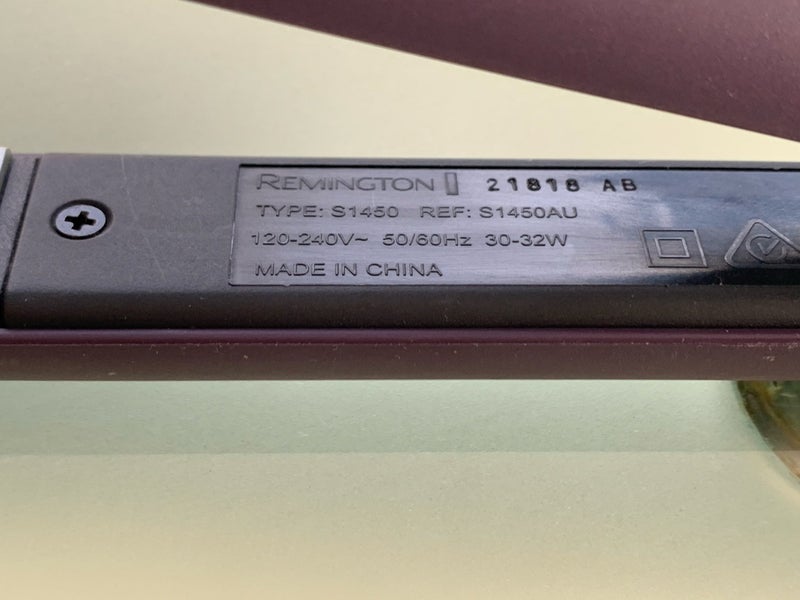 REMINGTON 21818 AB
TYPE: S1450 REF: S1450AU
120-240V~ 50/60Hz 30-32W
MADE IN CHINA